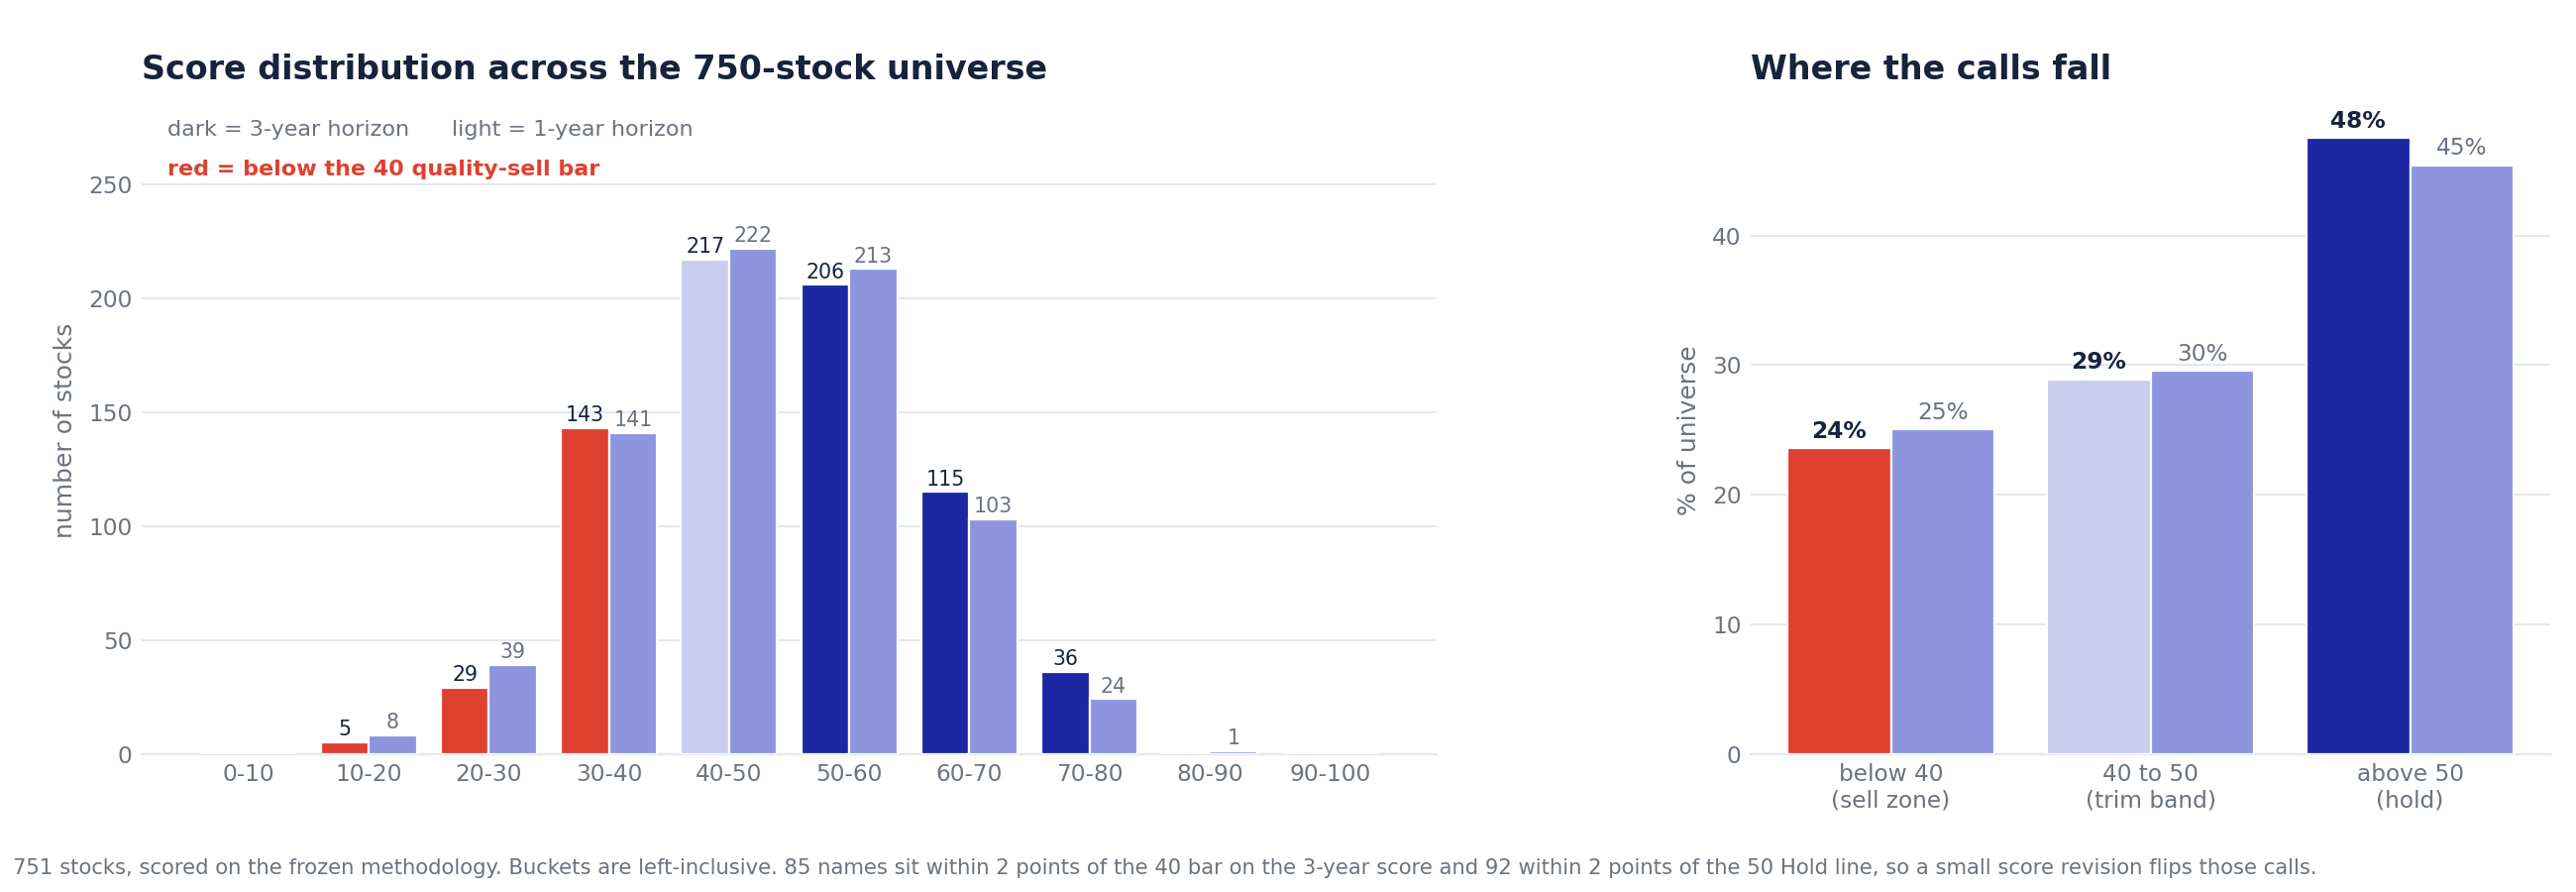 Score distribution across the 750-stock universe
dark = 3-year horizon light = 1-year horizon
red = below the 40 quality-sell bar
number of stocks
250
200
150
100
50
0
5 8
29 39
143 141
217 222
206 213
115 103
36 24
1
0-10 10-20 20-30 30-40 40-50 50-60 60-70 70-80 80-90 90-100
Where the calls fall
% of universe
40
30
20
10
0
24% 25%
29% 30%
48% 45%
below 40 40 to 50 above 50
(sell zone) (trim band) (hold)
751 stocks, scored on the frozen methodology. Buckets are left-inclusive. 85 names sit within 2 points of the 40 bar on the 3-year score and 92 within 2 points of the 50 Hold line, so a small score revision flips those calls.